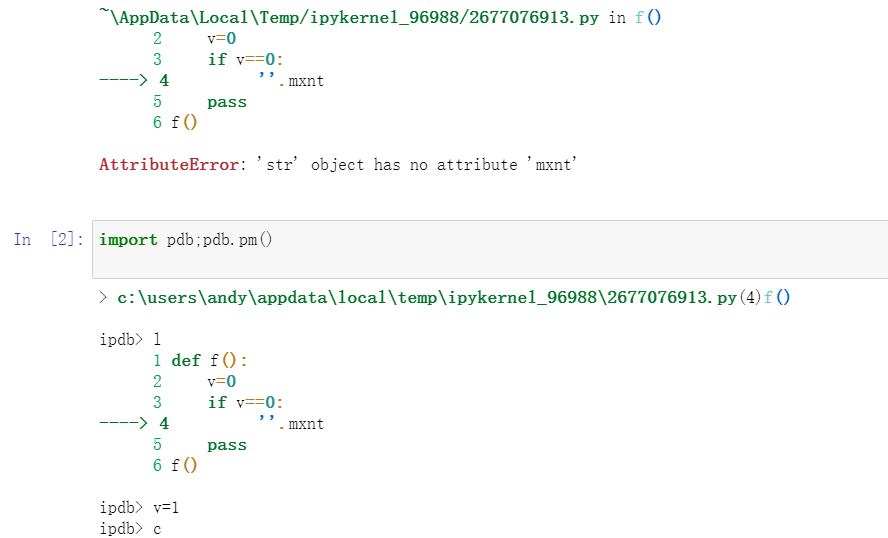 ~\AppData\Local\Temp/ipykernel_96988/2677076913.py in f()
      2     v=0
      3     if v==0:
----> 4         ''.mxnt
      5     pass
      6 f()
AttributeError: 'str' object has no attribute 'mxnt'
In [2]: import pdb;pdb.pm()
> c:\users\andy\appdata\local\temp\ipykernel_96988\2677076913.py(4)f()
ipdb> l
      1 def f():
      2     v=0
      3     if v==0:
----> 4         ''.mxnt
      5     pass
      6 f()
ipdb> v=1
ipdb> c